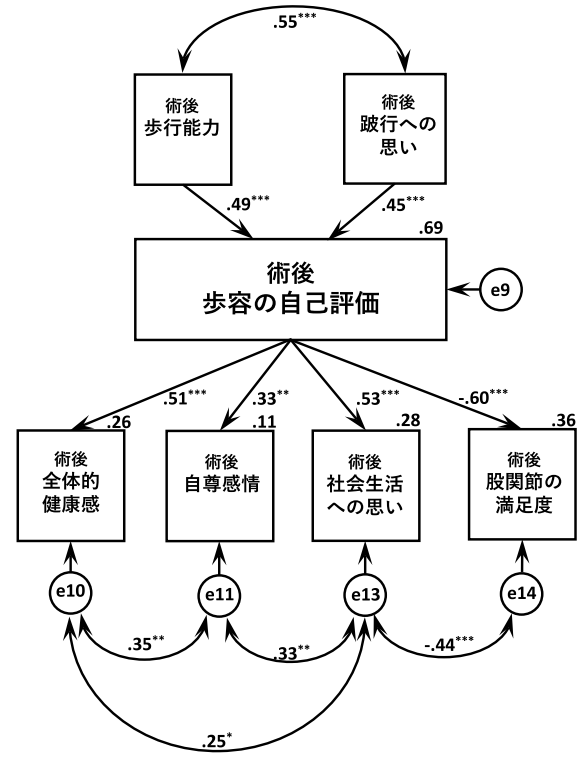 .55***
術後
歩行能力
術後
跛行への
思い
.49***
.45***
.69
術後
歩容の自己評価
e9
.51***
.33**
.53***
-.60***
.26
.11
.28
.36
術後
全体的
健康感
術後
自尊感情
術後
社会生活
への思い
術後
股関節の
満足度
e10
e11
e13
e14
.35**
.33**
-.44***
.25*